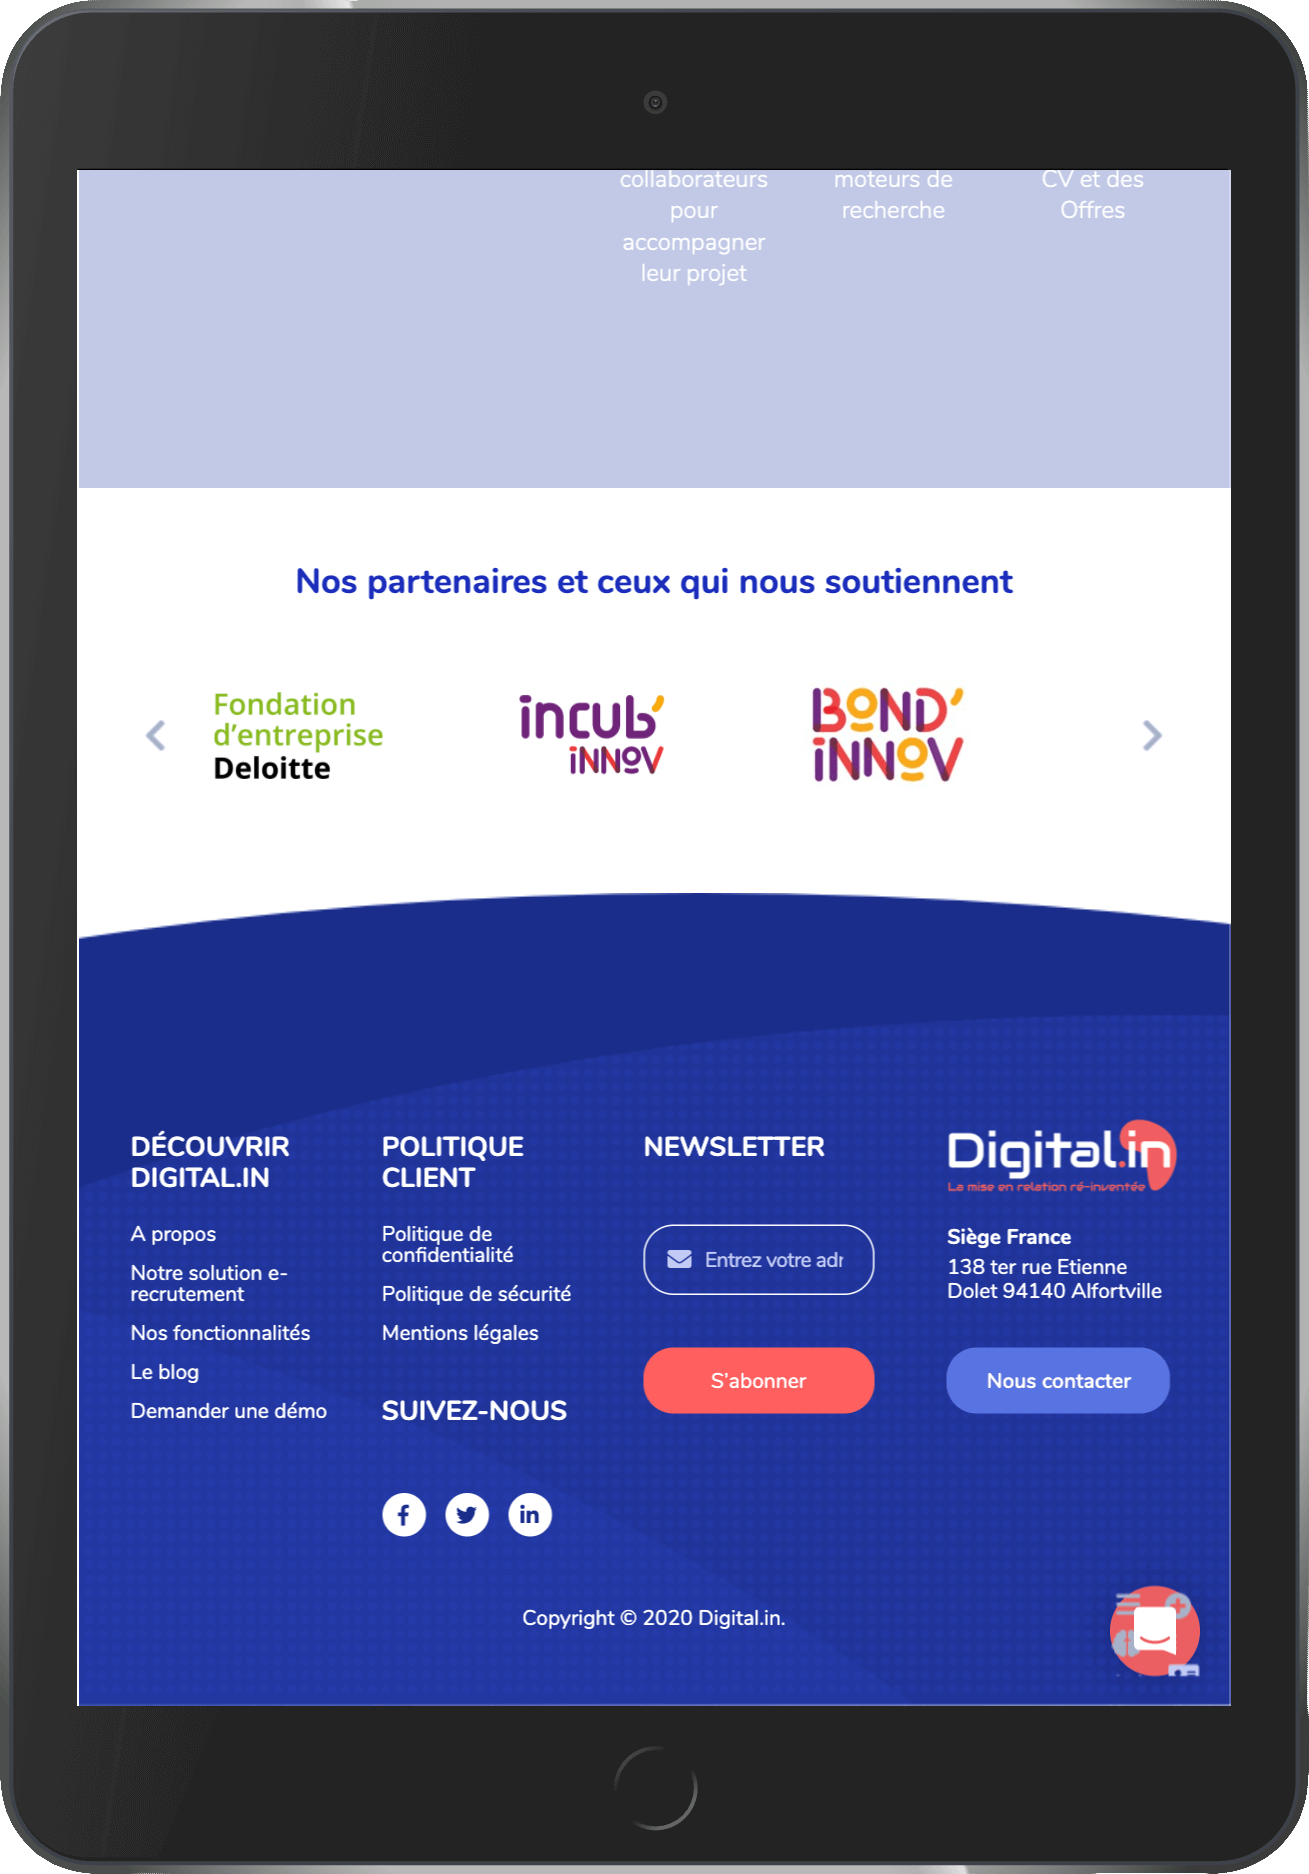 collaborateurs
pour
accompagner
leur projet
moteurs de
recherche
CV et des
Offres
Nos partenaires et ceux qui nous soutiennent
Fondation
d’entreprise
Deloitte
incub’
iNNoV
BOND’
iNNOV
DÉCOUVRIR
DIGITAL.IN
A propos
Notre solution e-
recrutement
Nos fonctionnalités
Le blog
Demander une démo
POLITIQUE
CLIENT
Politique de
confidentialité
Politique de sécurité
Mentions légales
SUIVEZ-NOUS
f
in
NEWSLETTER
Entrez votre adr
S’abonner
Digital.in
La mise en relation ré-inventée
Siège France
138 ter rue Etienne
Dolet 94140 Alfortville
Nous contacter
Copyright © 2020 Digital.in.